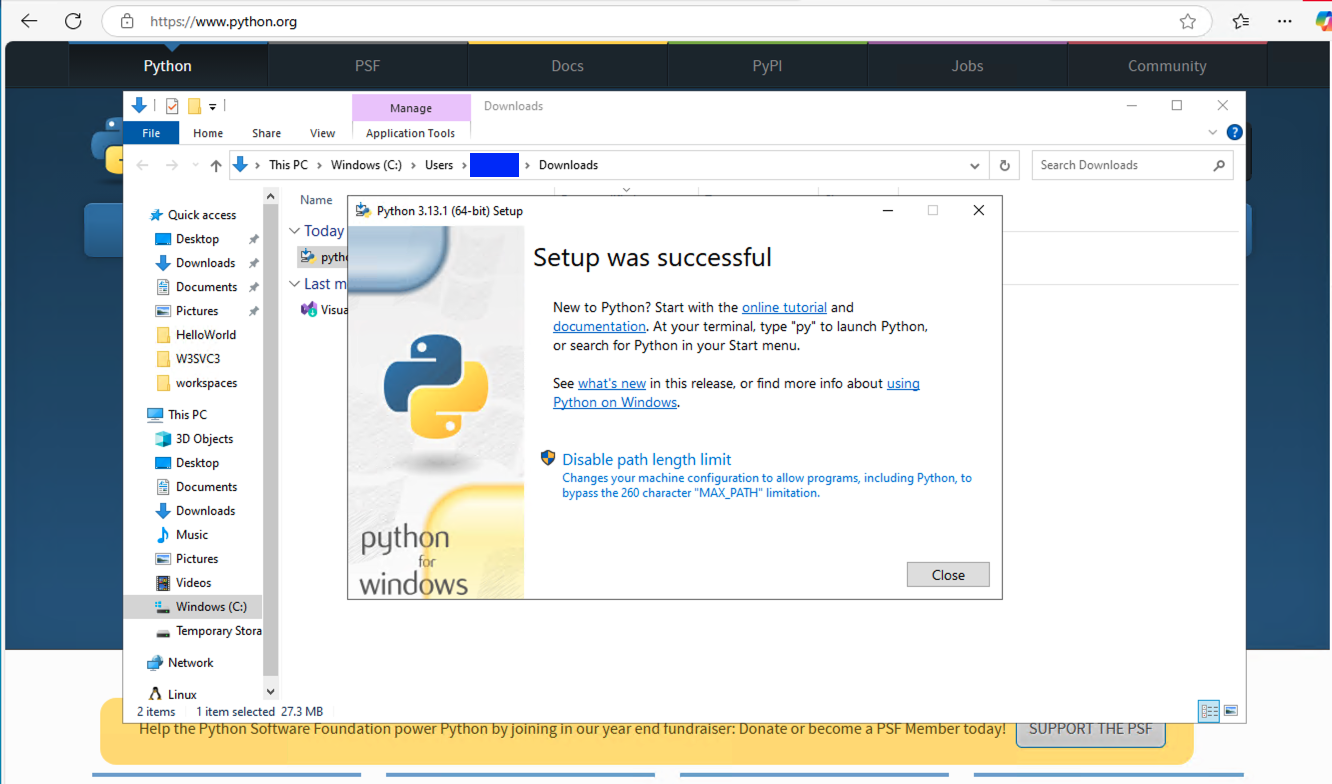 https://www.python.org
Python PSF Docs PyPI Jobs Community
Manage Downloads
File Home Share View Application Tools
This PC Windows (C:) Users Downloads Search Downloads
Name
Quick access
Desktop
Downloads
Documents
Pictures
HelloWorld
W3SVC3
workspaces
This PC
3D Objects
Desktop
Documents
Downloads
Music
Pictures
Videos
Windows (C:)
Temporary Stora
Network
Linux
Today
pytho
Last m
Visua
Python 3.13.1 (64-bit) Setup
Setup was successful
New to Python? Start with the online tutorial and
documentation. At your terminal, type "py" to launch Python,
or search for Python in your Start menu.
See what's new in this release, or find more info about using
Python on Windows.
Disable path length limit
Changes your machine configuration to allow programs, including Python, to
bypass the 260 character "MAX_PATH" limitation.
python
for
windows
Close
2 items 1 item selected 27.3 MB
Help the Python Software Foundation power Python by joining in our year end fundraiser: Donate or become a PSF Member today! SUPPORT THE PSF